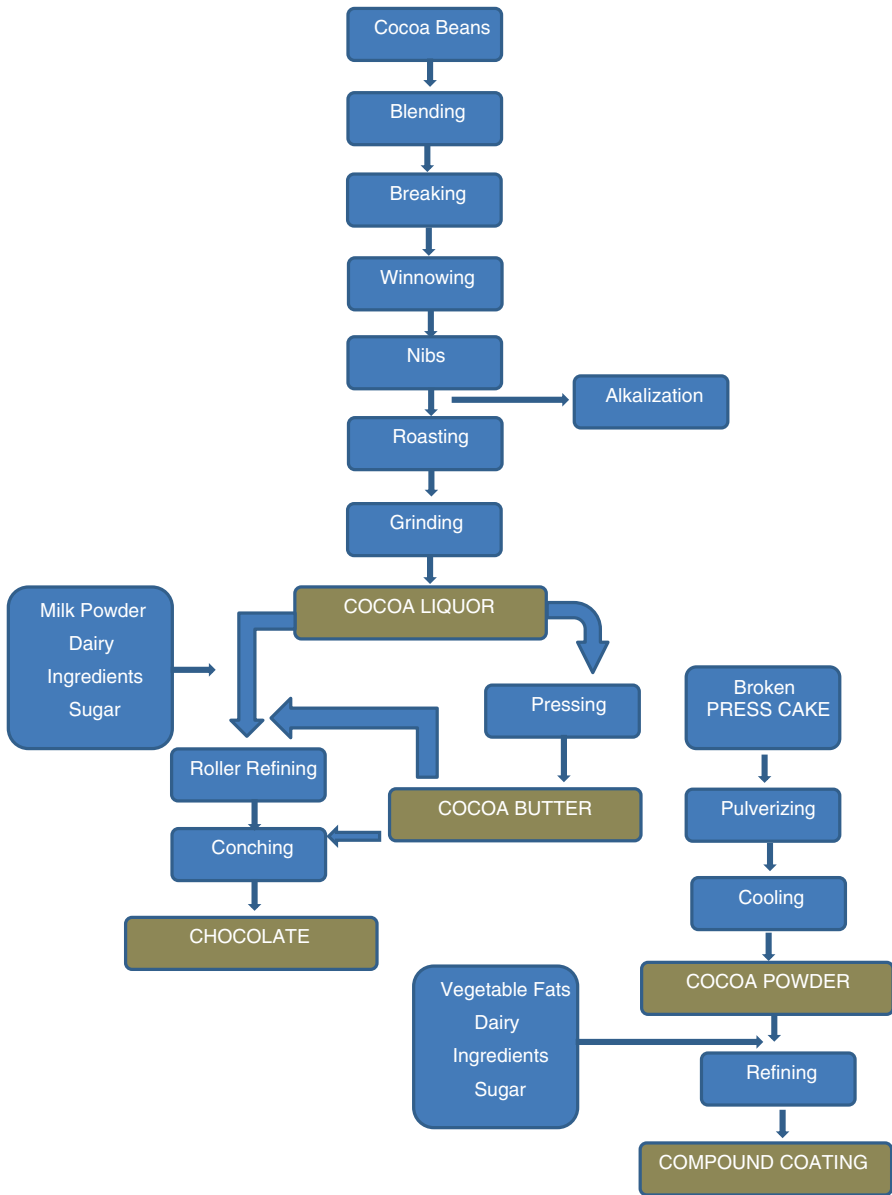 Cocoa Beans
Blending
Breaking
Winnowing
Nibs
Alkalization
Roasting
Grinding
COCOA LIQUOR
Milk Powder
Dairy
Ingredients
Sugar
Pressing
Broken
PRESS CAKE
Roller Refining
COCOA BUTTER
Pulverizing
Conching
Cooling
CHOCOLATE
COCOA POWDER
Vegetable Fats
Dairy
Ingredients
Sugar
Refining
COMPOUND COATING